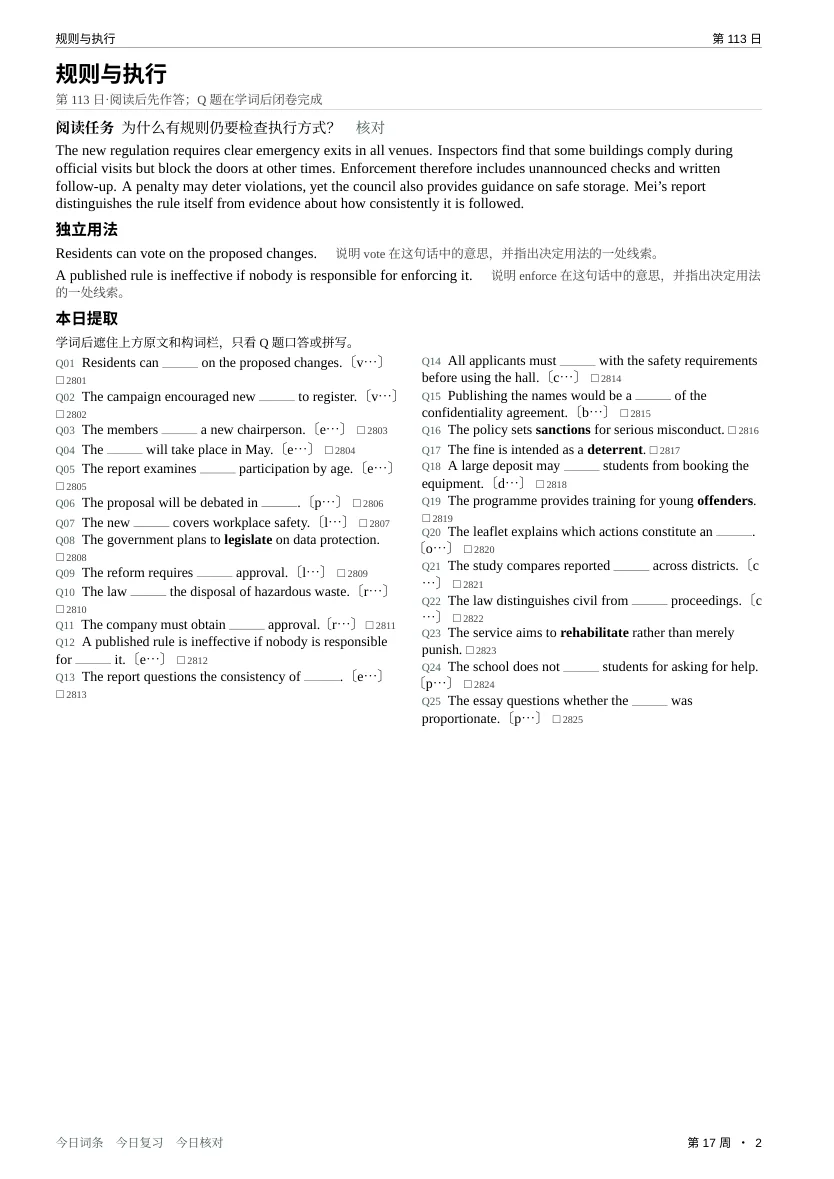 规则与执行 第 113 日
规则与执行
第 113 日·阅读后先作答；Q 题在学词后闭卷完成
阅读任务 为什么有规则仍要检查执行方式？ 核对
The new regulation requires clear emergency exits in all venues. Inspectors find that some buildings comply during
official visits but block the doors at other times. Enforcement therefore includes unannounced checks and written
follow-up. A penalty may deter violations, yet the council also provides guidance on safe storage. Mei’s report
distinguishes the rule itself from evidence about how consistently it is followed.
独立用法
Residents can vote on the proposed changes. 说明 vote 在这句话中的意思，并指出决定用法的一处线索。
A published rule is ineffective if nobody is responsible for enforcing it. 说明 enforce 在这句话中的意思，并指出决定用法
的一处线索。
本日提取
学词后遮住上方原文和构词栏，只看 Q 题口答或拼写。
Q01 Residents can _____ on the proposed changes.〔v⋯〕
□ 2801
Q02 The campaign encouraged new _____ to register.〔v⋯〕
□ 2802
Q03 The members _____ a new chairperson.〔e⋯〕 □ 2803
Q04 The _____ will take place in May.〔e⋯〕 □ 2804
Q05 The report examines _____ participation by age.〔e⋯〕
□ 2805
Q06 The proposal will be debated in _____.〔p⋯〕 □ 2806
Q07 The new _____ covers workplace safety.〔l⋯〕 □ 2807
Q08 The government plans to legislate on data protection.
□ 2808
Q09 The reform requires _____ approval.〔l⋯〕 □ 2809
Q10 The law _____ the disposal of hazardous waste.〔r⋯〕
□ 2810
Q11 The company must obtain _____ approval.〔r⋯〕 □ 2811
Q12 A published rule is ineffective if nobody is responsible
for _____ it.〔e⋯〕 □ 2812
Q13 The report questions the consistency of _____.〔e⋯〕
□ 2813
Q14 All applicants must _____ with the safety requirements
before using the hall.〔c⋯〕 □ 2814
Q15 Publishing the names would be a _____ of the
confidentiality agreement.〔b⋯〕 □ 2815
Q16 The policy sets sanctions for serious misconduct. □ 2816
Q17 The fine is intended as a deterrent. □ 2817
Q18 A large deposit may _____ students from booking the
equipment.〔d⋯〕 □ 2818
Q19 The programme provides training for young offenders.
□ 2819
Q20 The leaflet explains which actions constitute an _____.
〔o⋯〕 □ 2820
Q21 The study compares reported _____ across districts.〔c
⋯〕 □ 2821
Q22 The law distinguishes civil from _____ proceedings.〔c
⋯〕 □ 2822
Q23 The service aims to rehabilitate rather than merely
punish. □ 2823
Q24 The school does not _____ students for asking for help.
〔p⋯〕 □ 2824
Q25 The essay questions whether the _____ was
proportionate.〔p⋯〕 □ 2825
今日词条 今日复习 今日核对 第 17 周 • 2